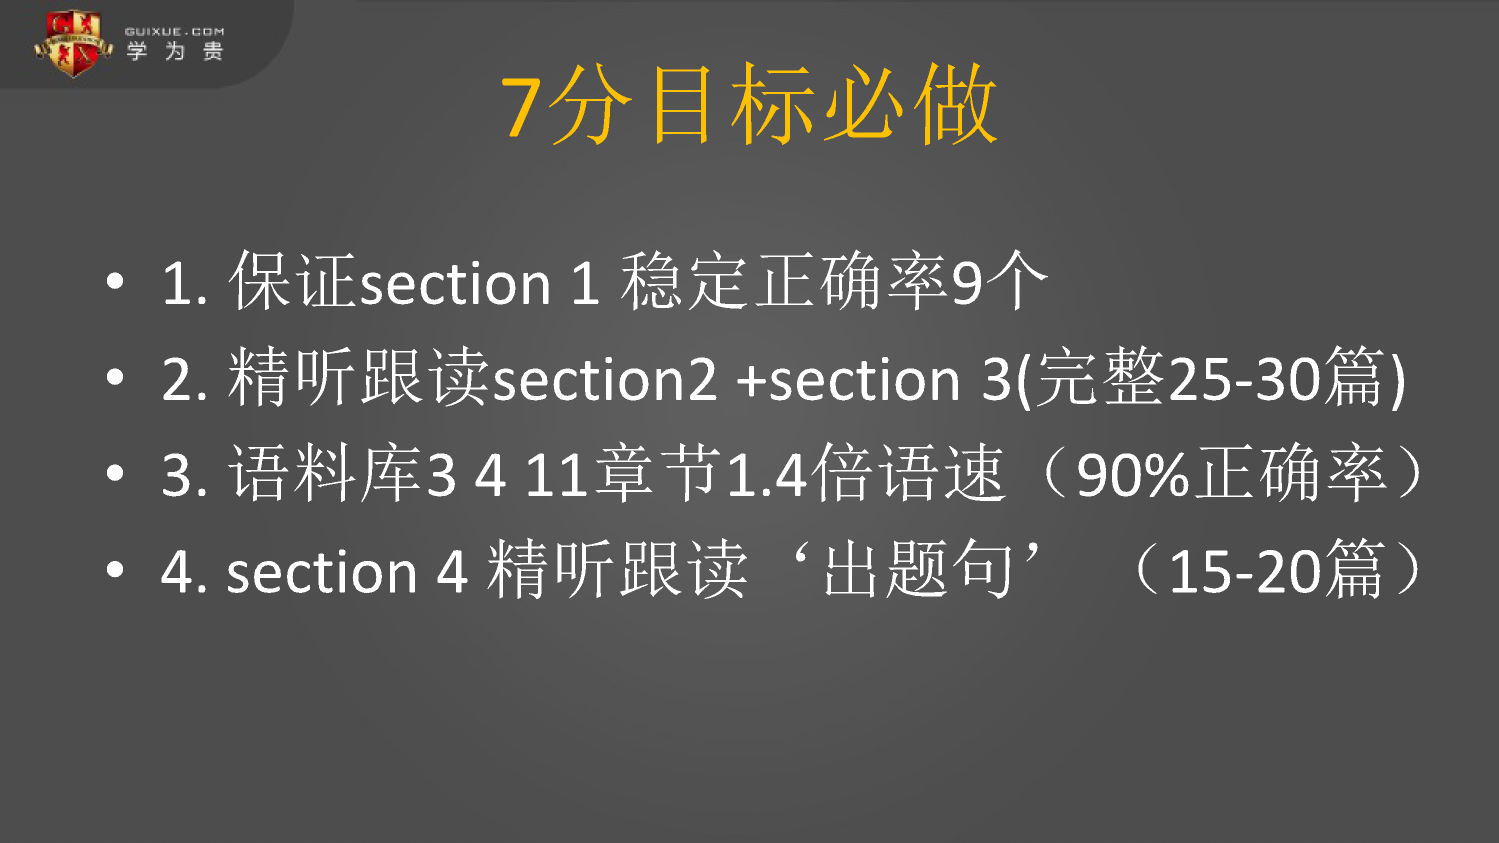 GUIXUE.COM
学为贵
7分目标必做
• 1. 保证section 1 稳定正确率9个
• 2. 精听跟读section2 +section 3(完整25-30篇)
• 3. 语料库3 4 11章节1.4倍语速（90%正确率）
• 4. section 4 精听跟读‘出题句’ （15-20篇）